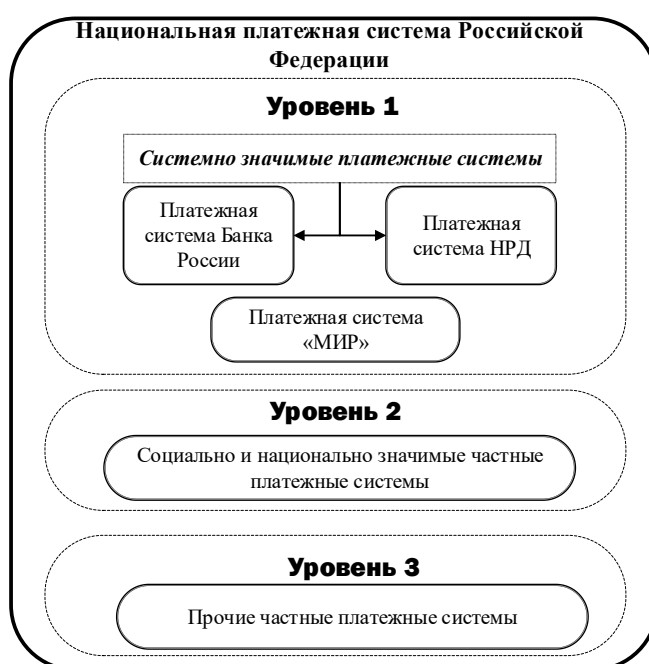 Национальная платежная система Российской
Федерации
Уровень 1
Системно значимые платежные системы
Платежная
система Банка
России
Платежная
система НРД
Платежная система
«МИР»
Уровень 2
Социально и национально значимые частные
платежные системы
Уровень 3
Прочие частные платежные системы